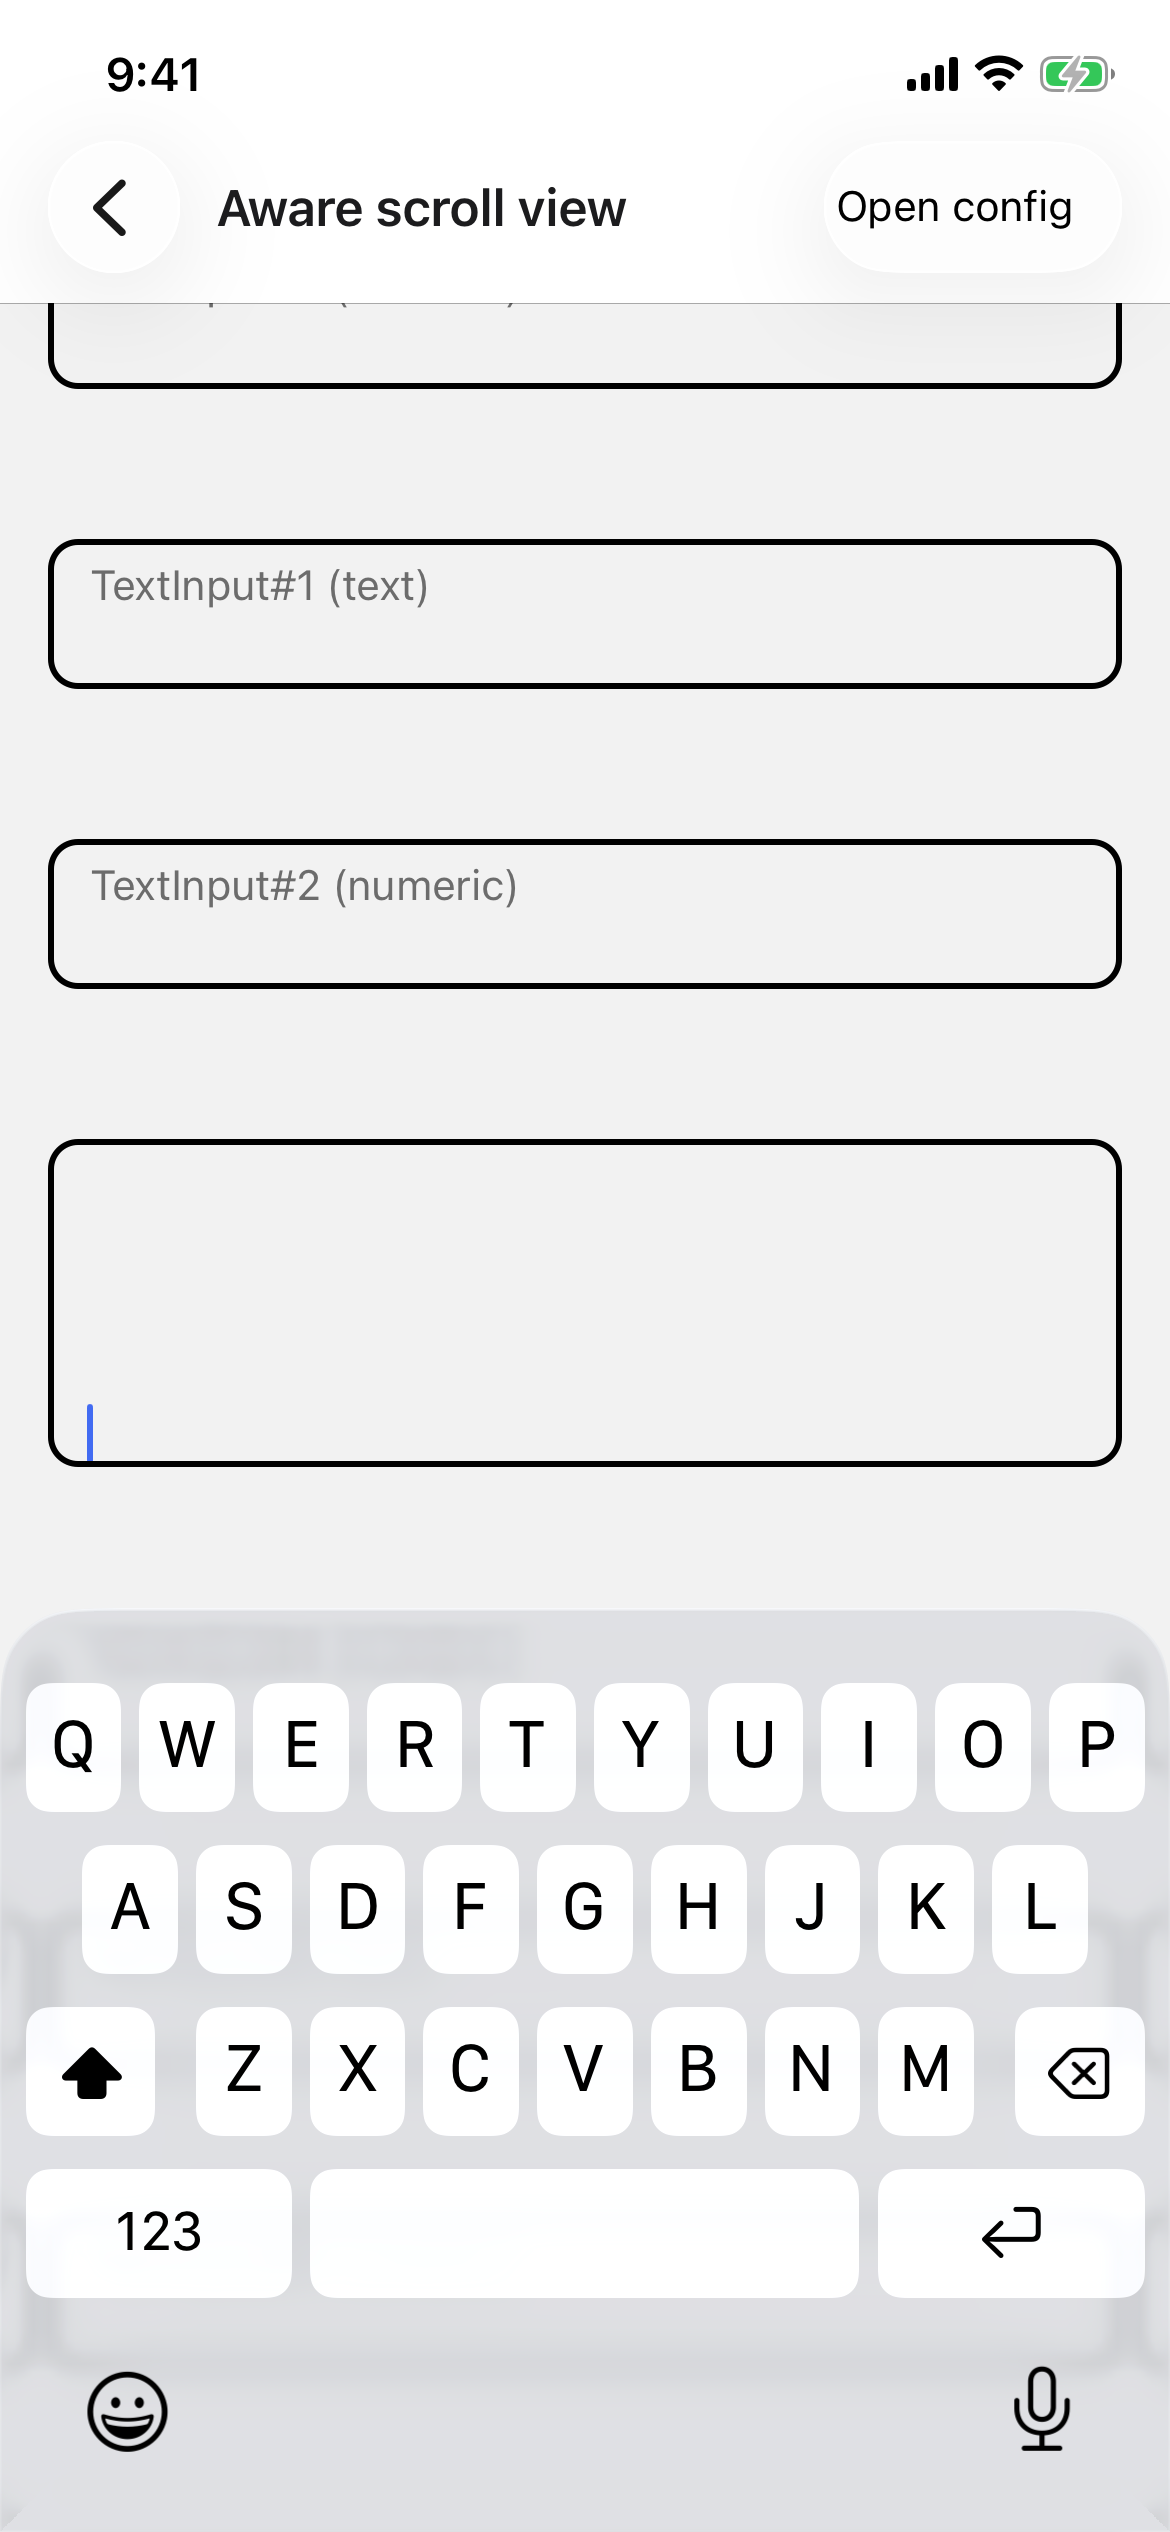 9:41
Aware scroll view
Open config
TextInput#1 (text)
TextInput#2 (numeric)
Q W E R T Y U I O P
A S D F G H J K L
Z X C V B N M
123